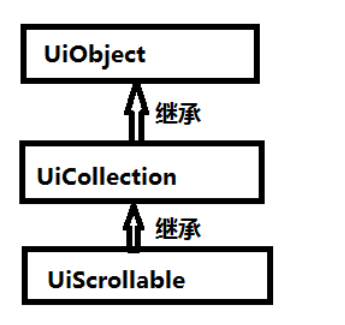 UiObject
继承
UiCollection
继承
UiScrollable